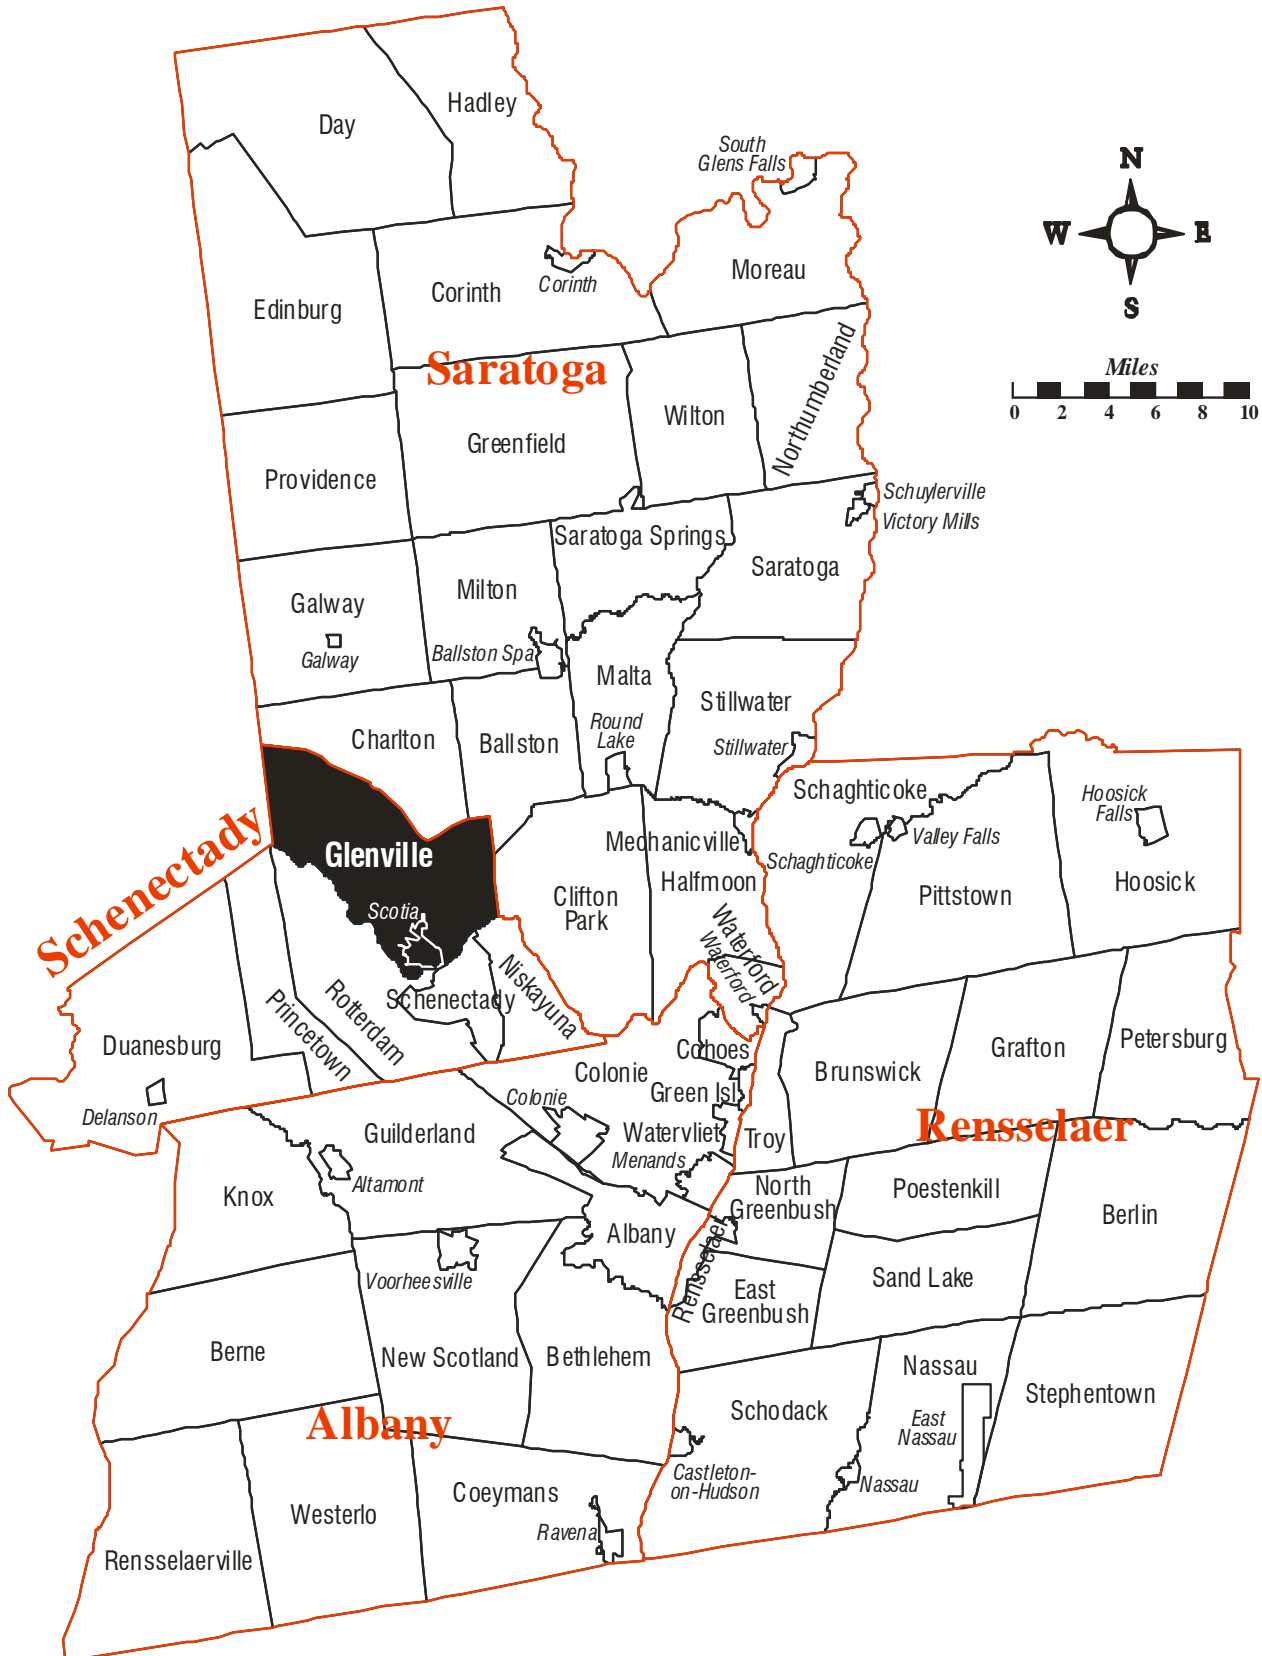 Hadley
Day
South
Glens Falls
N
W
E
S
Moreau
Corinth
Corinth
Edinburg
Miles
0 2 4 6 8 10
Saratoga
Northumberland
Wilton
Greenfield
Providence
Schuylerville
Victory Mills
Saratoga Springs
Saratoga
Milton
Galway
Galway
Ballston Spa
Malta
Stillwater
Round
Lake
Stillwater
Charlton
Ballston
Schaghticoke
Hoosick
Falls
Schenectady
Glenville
Mechanicville
Valley Falls
Schaghticoke
Halfmoon
Hoosick
Pittstown
Clifton
Park
Scotia
Waterford
Waterford
Niskayuna
Schenectady
Rotterdam
Princetown
Duanesburg
Delanson
Cohoes
Colonie
Green Isl
Colonie
Watervliet
Menands
Troy
Brunswick
Grafton
Petersburg
Rensselaer
Guilderland
Altamont
Knox
North
Greenbush
Poestenkill
Berlin
Albany
Rensselaer
Voorheesville
Sand Lake
East
Greenbush
Berne
New Scotland
Bethlehem
Nassau
Stephentown
Schodack
East
Nassau
Albany
Castleton-
on-Hudson
Nassau
Coeymans
Westerlo
Ravena
Rensselaerville